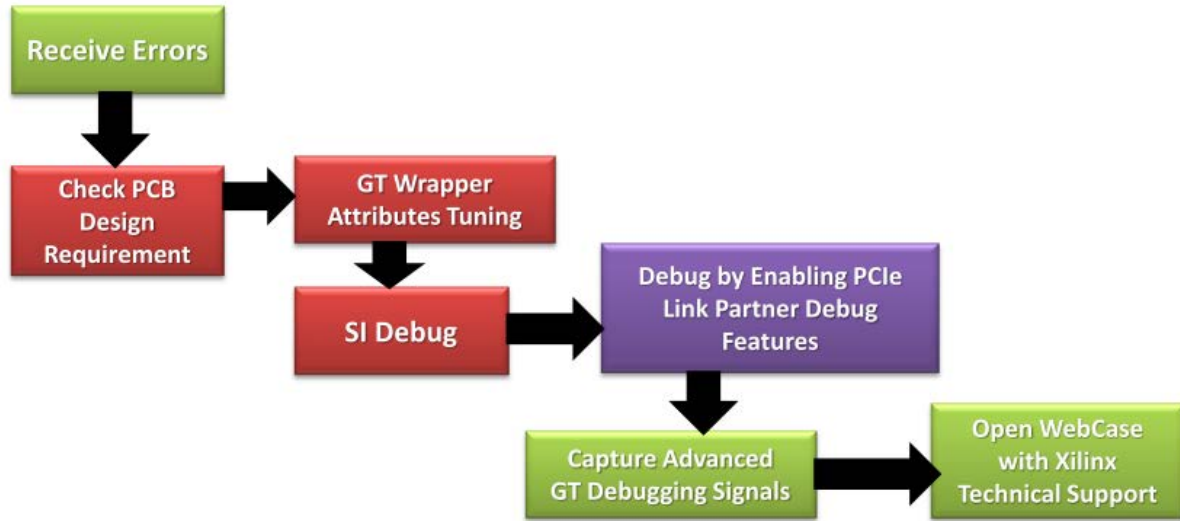 Receive Errors
Check PCB
Design
Requirement
GT Wrapper
Attributes Tuning
SI Debug
Debug by Enabling PCIe
Link Partner Debug
Features
Capture Advanced
GT Debugging Signals
Open WebCase
with Xilinx
Technical Support